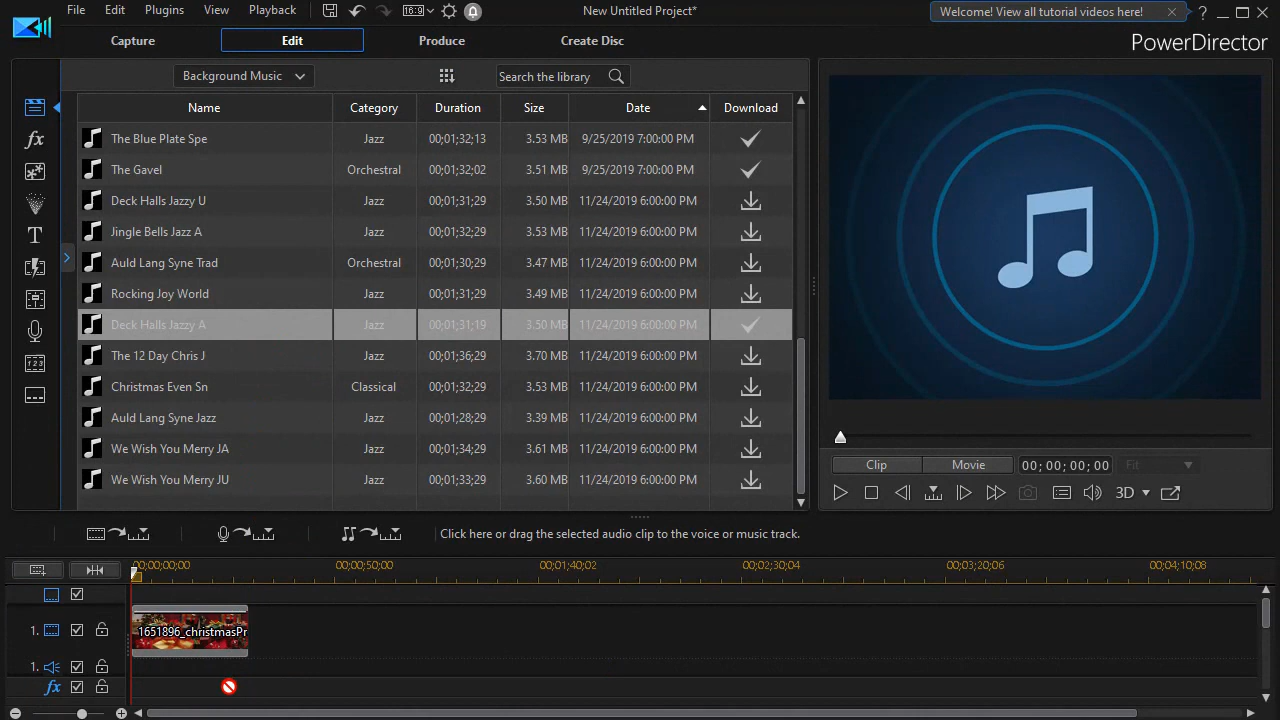 File Edit Plugins View Playback 16:9 New Untitled Project* Welcome! View all tutorial videos here! ?
Capture Edit Produce Create Disc PowerDirector
Background Music Search the library
Name Category Duration Size Date Download
The Blue Plate Spe Jazz 00;01;32;13 3.53 MB 9/25/2019 7:00:00 PM
The Gavel Orchestral 00;01;32;02 3.51 MB 9/25/2019 7:00:00 PM
Deck Halls Jazzy U Jazz 00;01;31;29 3.50 MB 11/24/2019 6:00:00 PM
Jingle Bells Jazz A Jazz 00;01;32;29 3.53 MB 11/24/2019 6:00:00 PM
Auld Lang Syne Trad Orchestral 00;01;30;29 3.47 MB 11/24/2019 6:00:00 PM
Rocking Joy World Jazz 00;01;31;29 3.49 MB 11/24/2019 6:00:00 PM
Deck Halls Jazzy A Jazz 00;01;31;19 3.50 MB 11/24/2019 6:00:00 PM
The 12 Day Chris J Jazz 00;01;36;29 3.70 MB 11/24/2019 6:00:00 PM
Christmas Even Sn Classical 00;01;32;29 3.53 MB 11/24/2019 6:00:00 PM
Auld Lang Syne Jazz Jazz 00;01;28;29 3.39 MB 11/24/2019 6:00:00 PM
We Wish You Merry JA Jazz 00;01;34;29 3.61 MB 11/24/2019 6:00:00 PM
We Wish You Merry JU Jazz 00;01;33;29 3.60 MB 11/24/2019 6:00:00 PM
fx
T
1 2 3
Clip Movie 00; 00; 00; 00 Fit
3D
Click here or drag the selected audio clip to the voice or music track.
00;00;00;00 00;00;50;00 00;01;40;02 00;02;30;04 00;03;20;06 00;04;10;08
1. 1651896_christmasPr
1.
fx